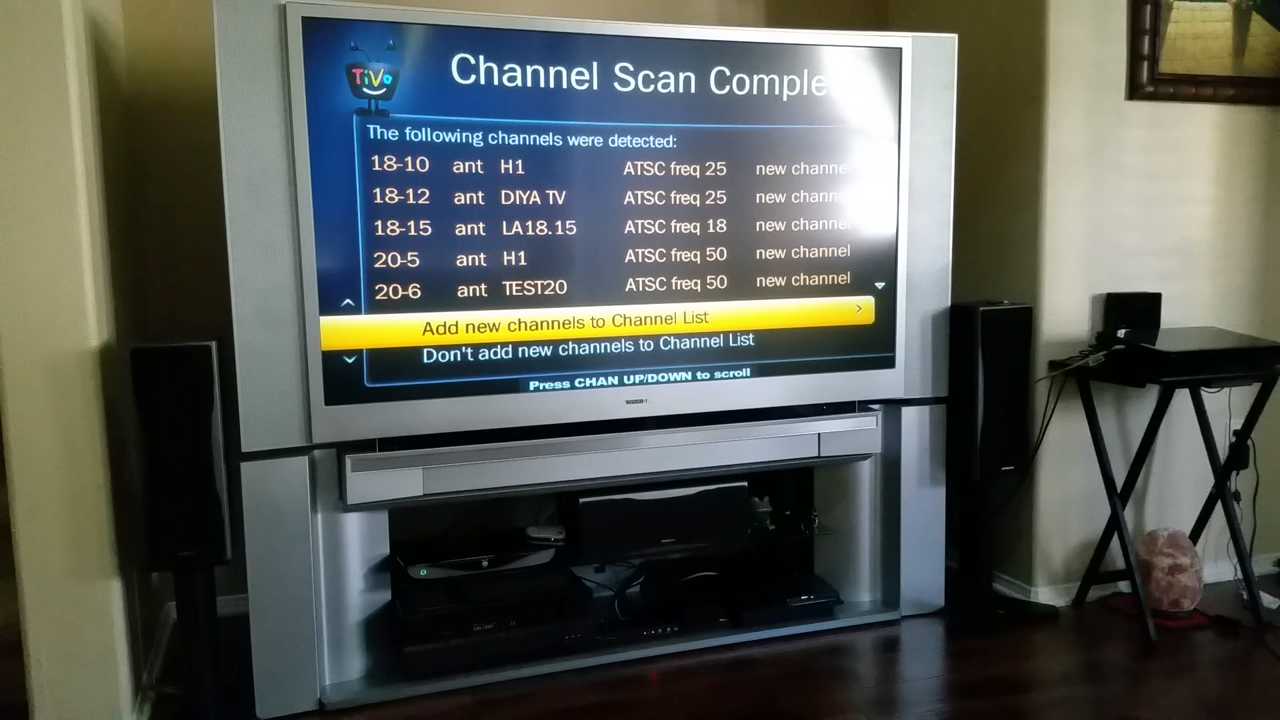 TiVo
Channel Scan Comple
The following channels were detected:
18-10 ant H1 ATSC freq 25 new channe
18-12 ant DIYA TV ATSC freq 25 new chann
18-15 ant LA18.15 ATSC freq 18 new channe
20-5 ant H1 ATSC freq 50 new channel
20-6 ant TEST20 ATSC freq 50 new channel
Add new channels to Channel List
Don't add new channels to Channel List
Press CHAN UP/DOWN to scroll